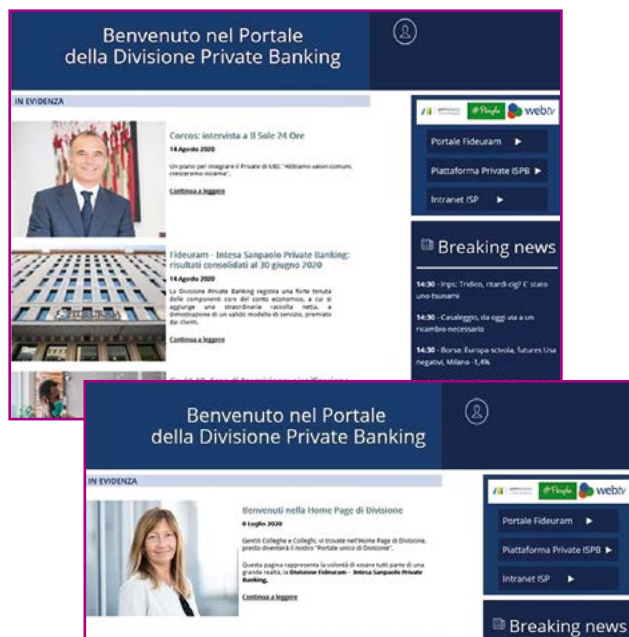 Benvenuto nel Portale
della Divisione Private Banking
IN EVIDENZA
Corcos: intervista a Il Sole 24 Ore
14 Agosto 2020
Un piano per integrare il Private di UBI. "Abbiamo valori comuni,
cresceremo insieme".
Continua a leggere
Fideuram - Intesa Sanpaolo Private Banking:
risultati consolidati al 30 giugno 2020
14 Agosto 2020
La Divisione Private Banking registra una forte tenuta
delle componenti core del conto economico, a cui si
aggiunge una straordinaria raccolta netta, a
dimostrazione di un valido modello di servizio, premiato
dai clienti.
Continua a leggere
#People
webtv
Portale Fideuram
Piattaforma Private ISPB
Intranet ISP
Breaking news
14:30 - Inps: Tridico, ritardi cig? E' stato
uno tsunami
14:30 - Casaleggio, da oggi via a un
ricambio necessario
14:30 - Borsa: Europa scivola, futures Usa
negativi, Milano -1,4%
Benvenuto nel Portale
della Divisione Private Banking
IN EVIDENZA
Benvenuti nella Home Page di Divisione
8 Luglio 2020
Gentili Colleghe e Colleghi, vi trovate nell'Home Page di Divisione,
presto diventerà il nostro "Portale unico di Divisione".
Questa pagina rappresenta la volontà di essere tutti parte di una
grande realtà, la Divisione Fideuram - Intesa Sanpaolo Private
Banking.
Continua a leggere
#People
webtv
Portale Fideuram
Piattaforma Private ISPB
Intranet ISP
Breaking news